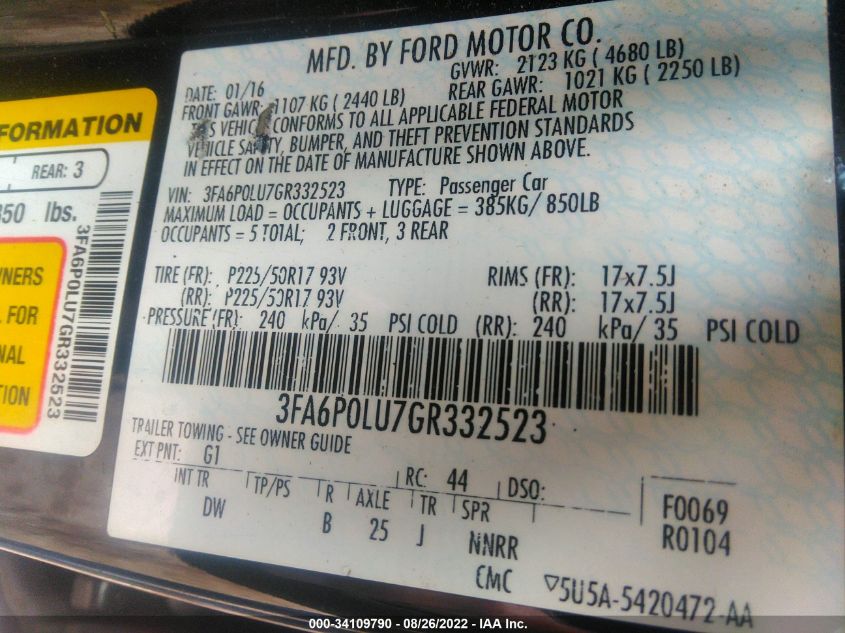 FORMATION
REAR: 3
850 lbs.
3FA6P0LU7GR332523
WNERS
L FOR
NAL
TION
MFD. BY FORD MOTOR CO.
DATE: 01/16 GVWR: 2123 KG ( 4680 LB)
FRONT GAWR: 1107 KG ( 2440 LB) REAR GAWR: 1021 KG ( 2250 LB)
VEHICLE CONFORMS TO ALL APPLICABLE FEDERAL MOTOR
VEHICLE SAFETY, BUMPER, AND THEFT PREVENTION STANDARDS
IN EFFECT ON THE DATE OF MANUFACTURE SHOWN ABOVE.
VIN: 3FA6P0LU7GR332523 TYPE: Passenger Car
MAXIMUM LOAD = OCCUPANTS + LUGGAGE = 385KG/ 850LB
OCCUPANTS = 5 TOTAL; 2 FRONT, 3 REAR
TIRE (FR): P225/50R17 93V RIMS (FR): 17x7.5J
(RR): P225/50R17 93V (RR): 17x7.5J
PRESSURE (FR): 240 kPa/ 35 PSI COLD (RR): 240 kPa/ 35 PSI COLD
3FA6P0LU7GR332523
TRAILER TOWING - SEE OWNER GUIDE
EXT PNT: G1 RC: 44 DSO: F0069
INT TR TP/PS R AXLE TR SPR R0104
DW B 25 J NNRR
CMC ▽5U5A-5420472-AA
000-34109790 - 08/26/2022 - IAA Inc.